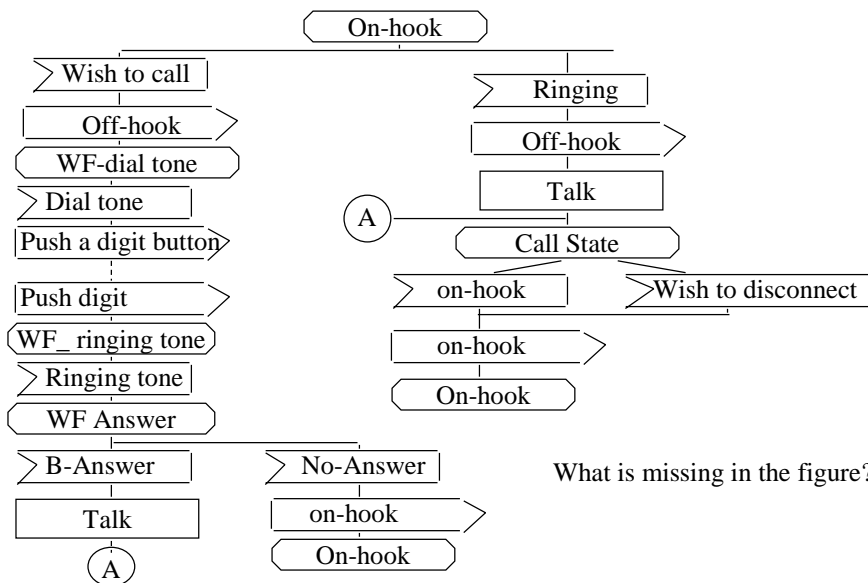 On-hook
Wish to call
Off-hook
WF-dial tone
Dial tone
Push a digit button
Push digit
WF_ ringing tone
Ringing tone
WF Answer
B-Answer
Talk
A
No-Answer
on-hook
On-hook
Ringing
Off-hook
Talk
A
Call State
on-hook
Wish to disconnect
on-hook
On-hook
What is missing in the figure?